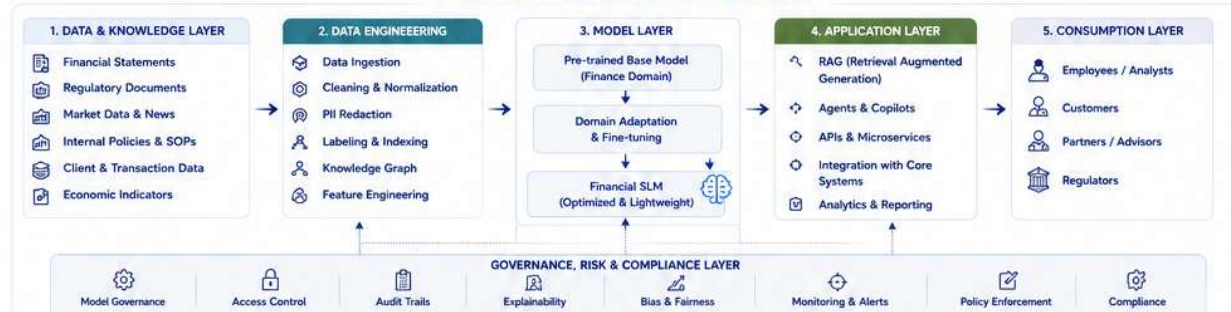 1. DATA & KNOWLEDGE LAYER
Financial Statements
Regulatory Documents
Market Data & News
Internal Policies & SOPs
Client & Transaction Data
Economic Indicators
2. DATA ENGINEEERING
Data Ingestion
Cleaning & Normalization
PII Redaction
Labeling & Indexing
Knowledge Graph
Feature Engineering
3. MODEL LAYER
Pre-trained Base Model
(Finance Domain)
Domain Adaptation
& Fine-tuning
Financial SLM
(Optimized & Lightweight)
4. APPLICATION LAYER
RAG (Retrieval Augmented
Generation)
Agents & Copilots
APIs & Microservices
Integration with Core
Systems
Analytics & Reporting
5. CONSUMPTION LAYER
Employees / Analysts
Customers
Partners / Advisors
Regulators
GOVERNANCE, RISK & COMPLIANCE LAYER
Model Governance
Access Control
Audit Trails
Explainability
Bias & Fairness
Monitoring & Alerts
Policy Enforcement
Compliance